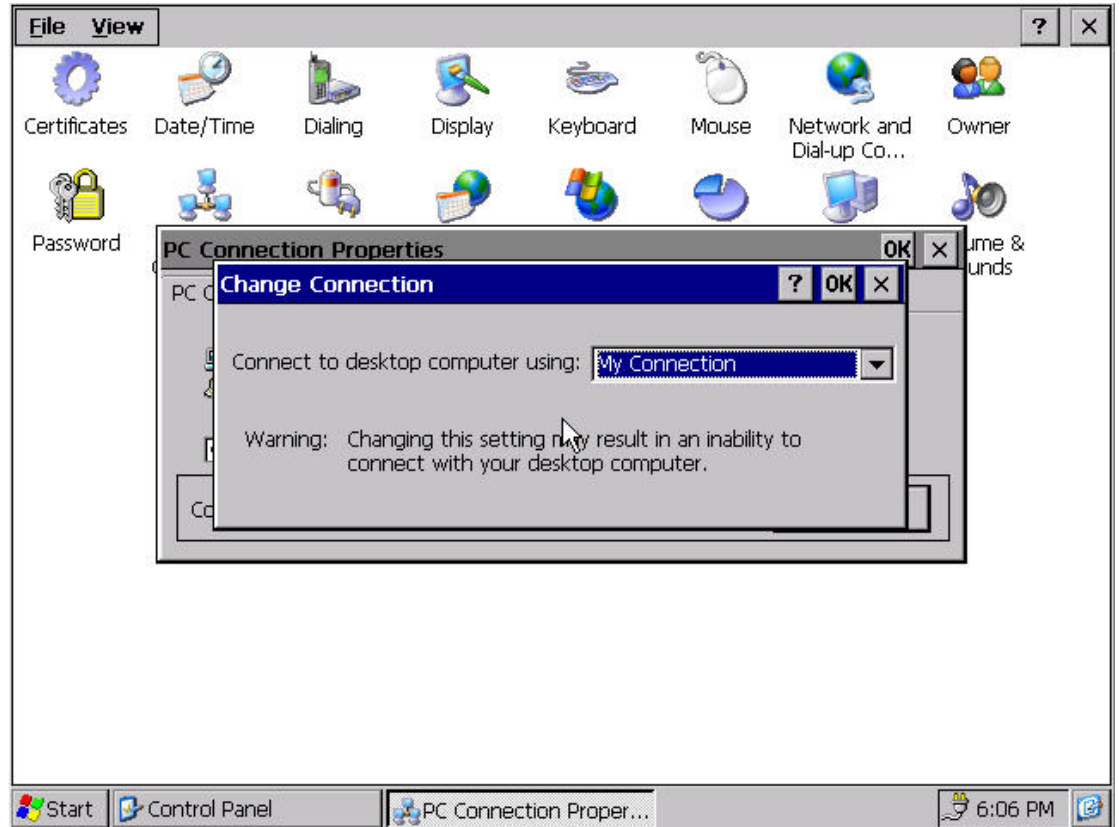 File View ? ×
Certificates Date/Time Dialing Display Keyboard Mouse Network and Owner
Dial-up Co...
Password
PC Connection Properties OK ×
ume &
unds
PC C
Change Connection ? OK ×
Connect to desktop computer using: My Connection
Warning: Changing this setting may result in an inability to
connect with your desktop computer.
Co
Start Control Panel PC Connection Proper... 6:06 PM